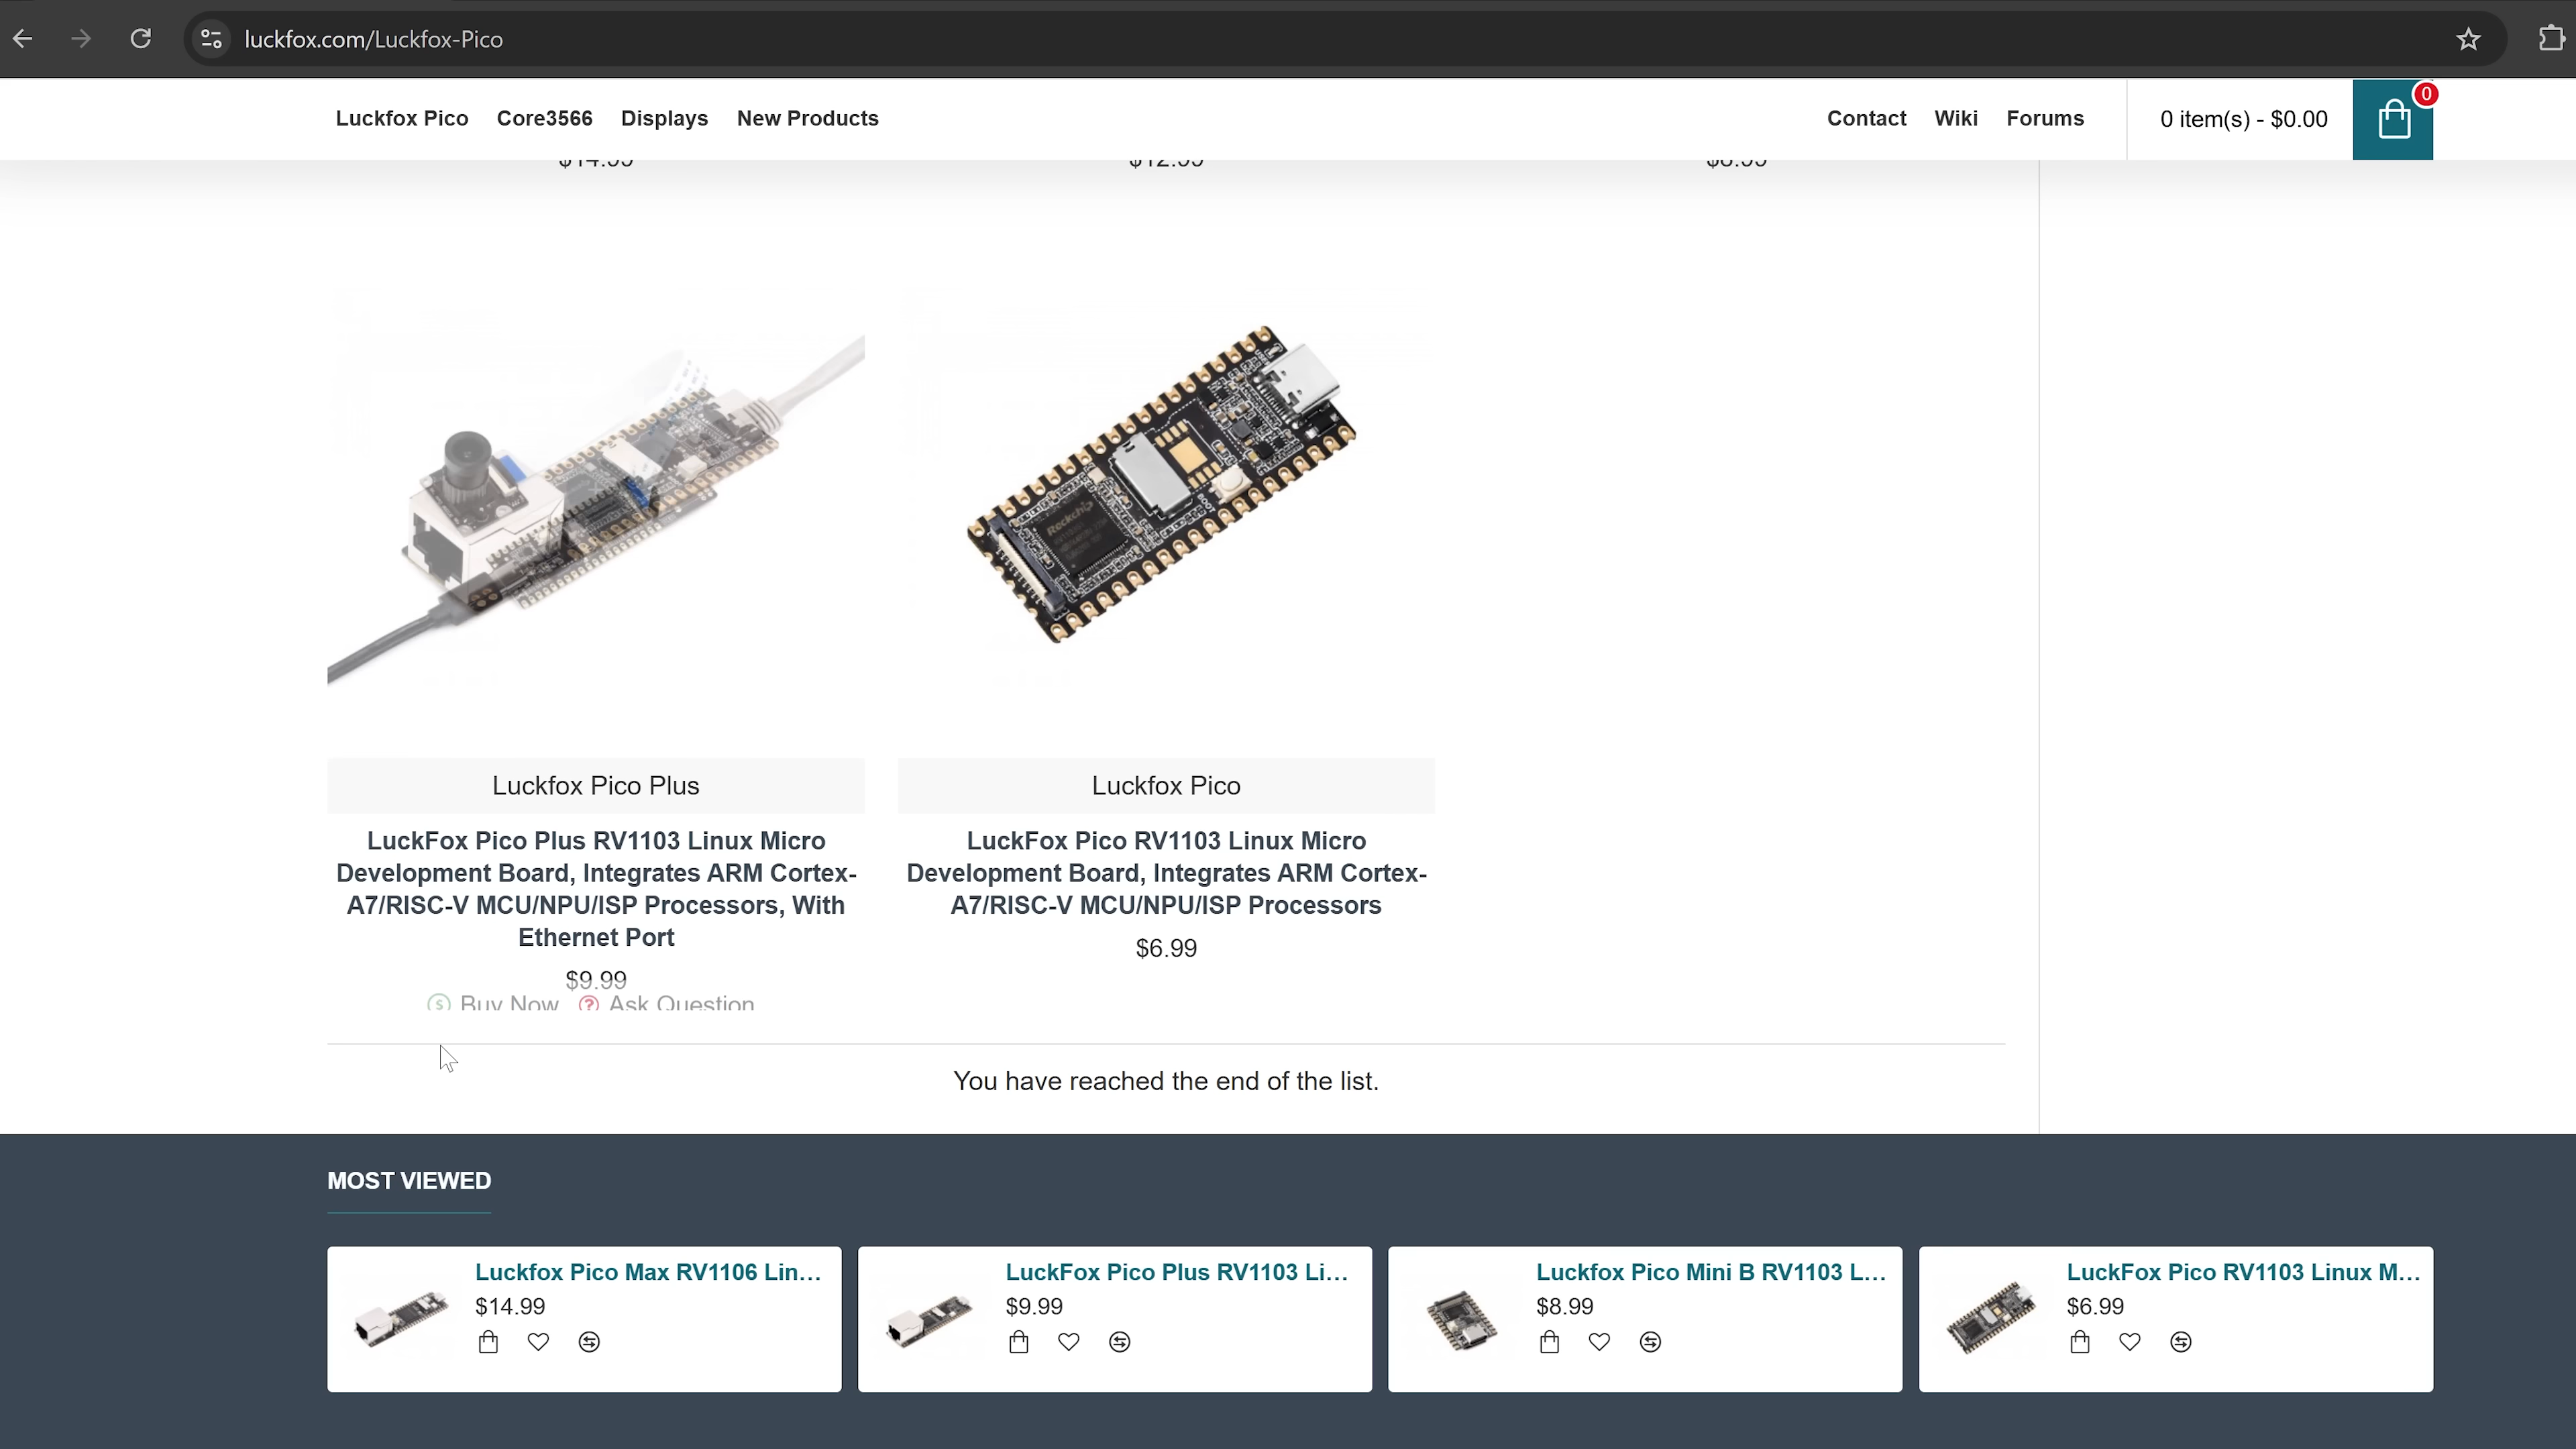 luckfox.com/Luckfox-Pico
Luckfox Pico Core3566 Displays New Products
Contact Wiki Forums 0 item(s) - $0.00 0
Luckfox Pico Plus
LuckFox Pico Plus RV1103 Linux Micro
Development Board, Integrates ARM Cortex-
A7/RISC-V MCU/NPU/ISP Processors, With
Ethernet Port
$9.99
Buy Now Ask Question
Rockchip
Luckfox Pico
LuckFox Pico RV1103 Linux Micro
Development Board, Integrates ARM Cortex-
A7/RISC-V MCU/NPU/ISP Processors
$6.99
You have reached the end of the list.
MOST VIEWED
Luckfox Pico Max RV1106 Lin...
$14.99
LuckFox Pico Plus RV1103 Li...
$9.99
Luckfox Pico Mini B RV1103 L...
$8.99
LuckFox Pico RV1103 Linux M...
$6.99